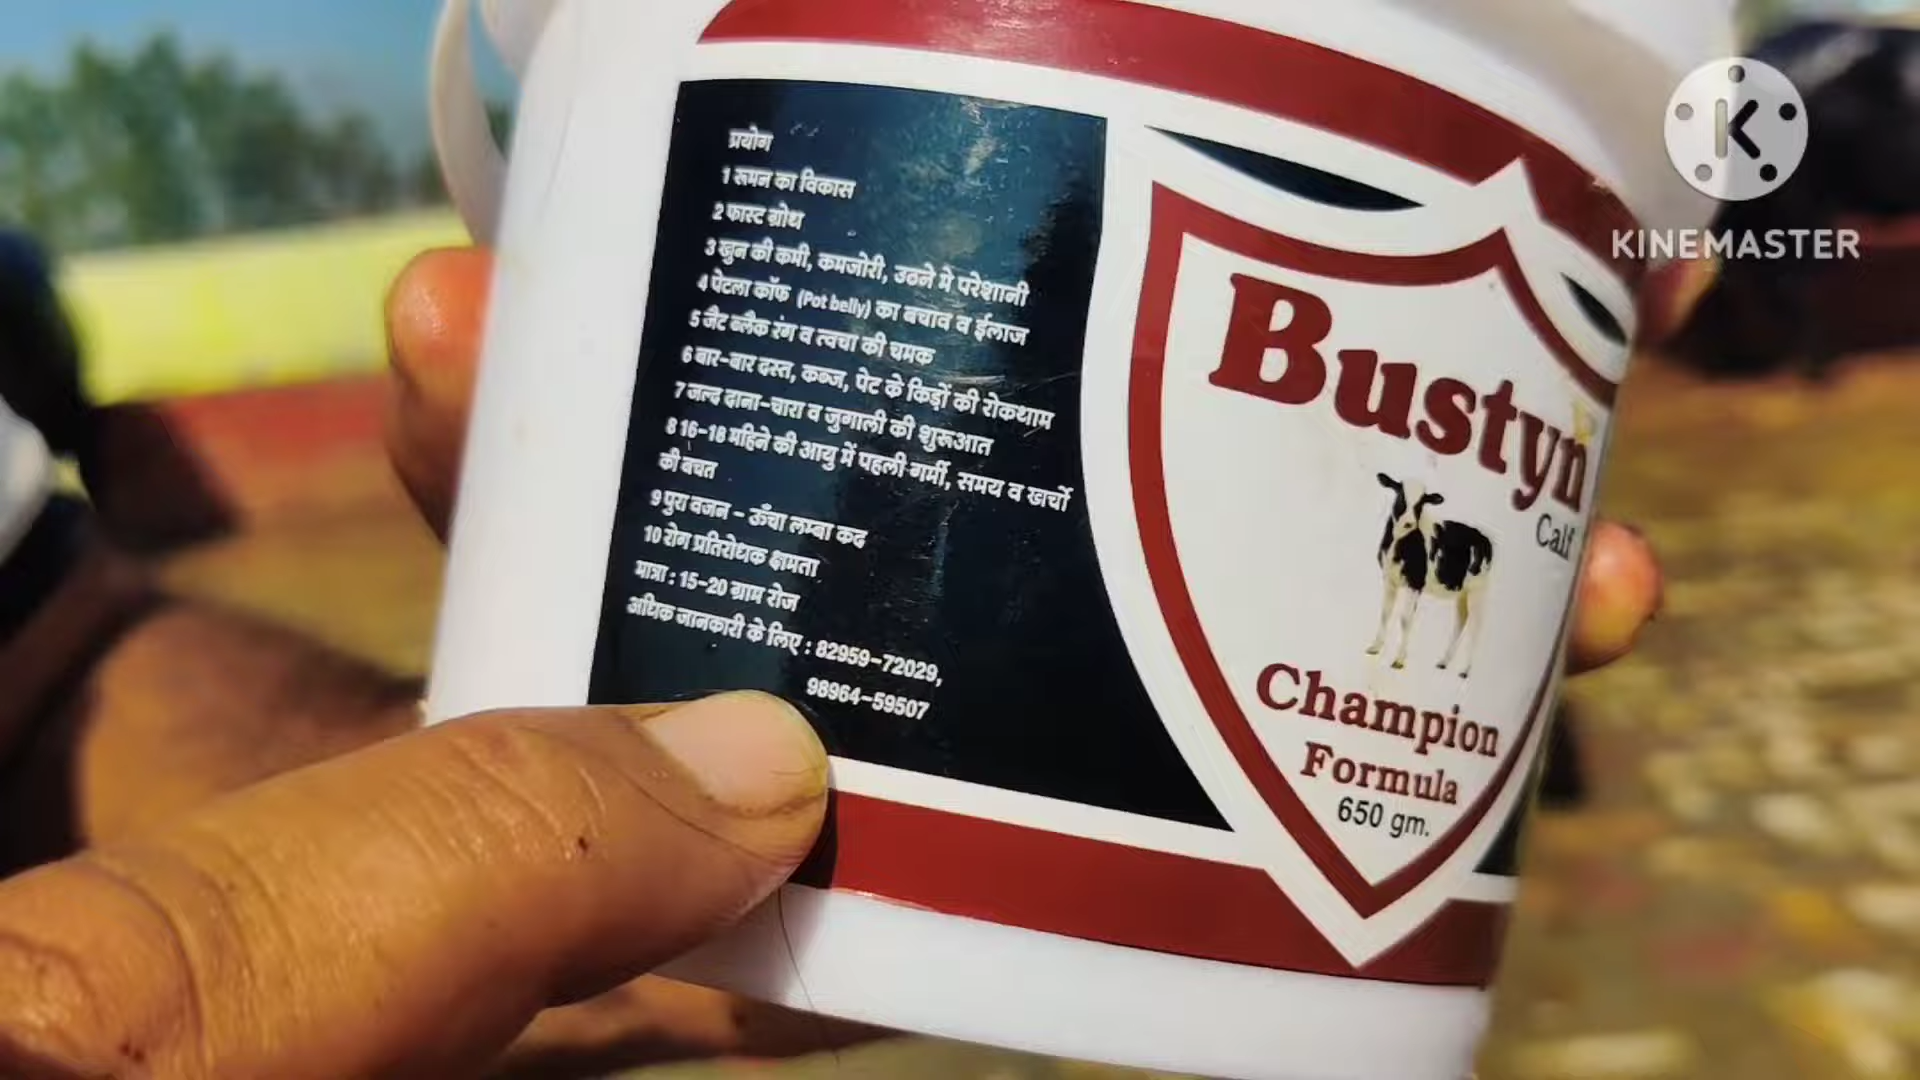 प्रयोग
1 रूमन का विकास
2 फास्ट ग्रोथ
3 खुन की कमी, कमजोरी, उठने मे परेशानी
4 पेटला कॉफ (Pot belly) का बचाव व ईलाज
5 जैट ब्लैक रंग व त्वचा की चमक
6 बार-बार दस्त, कब्ज, पेट के किड़ों की रोकथाम
7 जल्द दाना-चारा व जुगाली की शुरूआत
8 16-18 महिने की आयु में पहली गर्मी, समय व खर्चो
की बचत
9 पुरा वजन - ऊँचा लम्बा कद
10 रोग प्रतिरोधक क्षमता
मात्रा : 15-20 ग्राम रोज
अधिक जानकारी के लिए : 82959-72029,
98964-59507
Bustyn
Calf
Champion
Formula
650 gm.
KINEMASTER